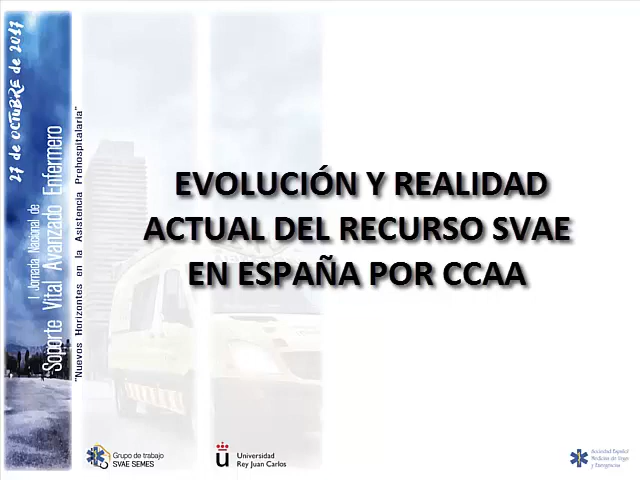 27 de OCTUBRE de 2017
I Jornada Nacional de
Soporte Vital Avanzado Enfermero
"Nuevos Horizontes en la Asistencia Prehospitalaria"
EVOLUCIÓN Y REALIDAD
ACTUAL DEL RECURSO SVAE
EN ESPAÑA POR CCAA
Grupo de trabajo
SVAE SEMES
Universidad
Rey Juan Carlos
Sociedad Española
Medicina de Urgencias
y Emergencias